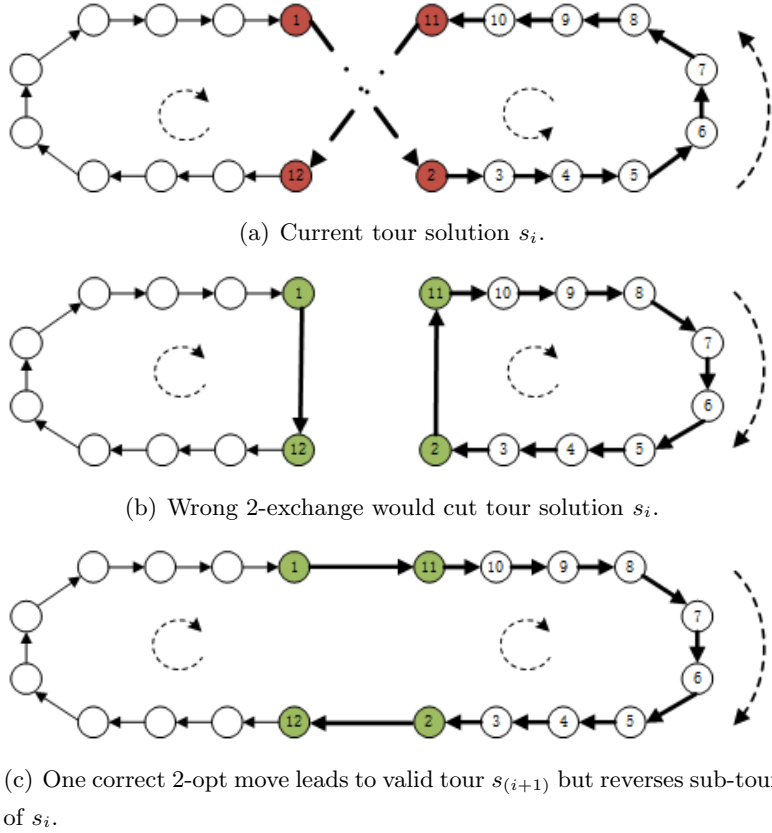 1 11 10 9 8
7
6
12 2 3 4 5
(a) Current tour solution s_i.
1 11 10 9 8
7
6
12 2 3 4 5
(b) Wrong 2-exchange would cut tour solution s_i.
1 11 10 9 8
7
6
12 2 3 4 5
(c) One correct 2-opt move leads to valid tour s_(i+1) but reverses sub-tour
of s_i.